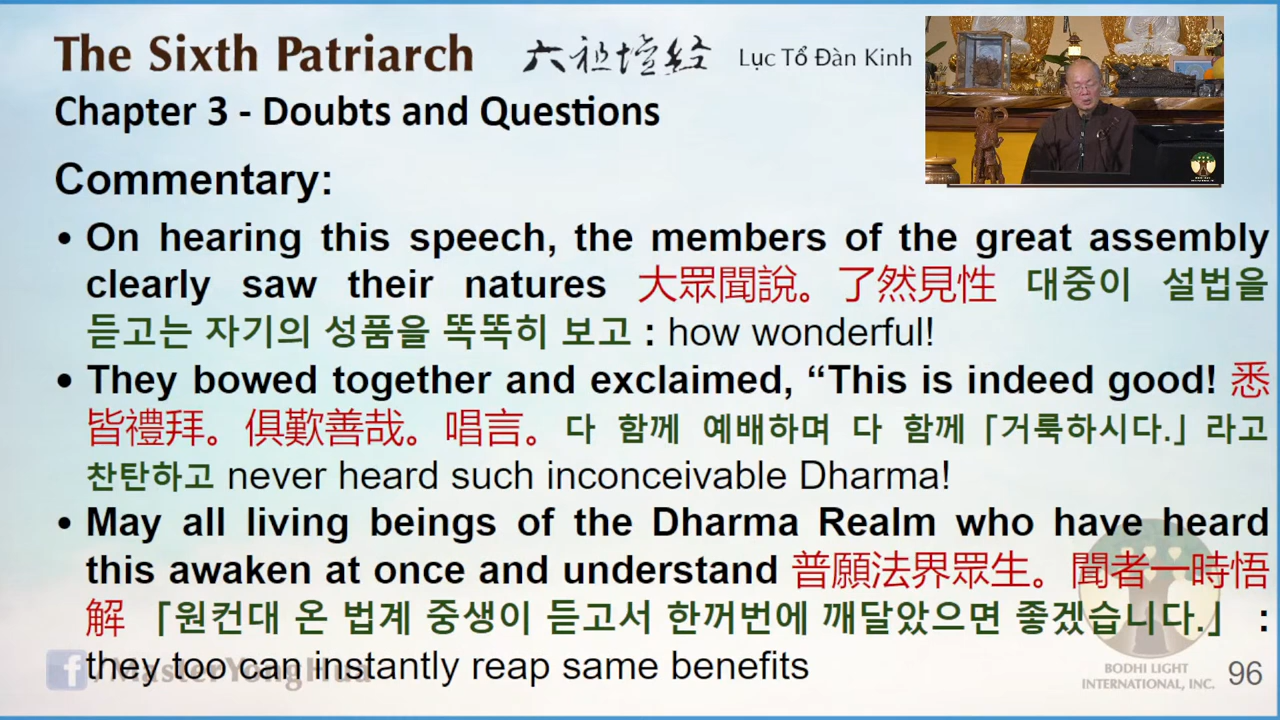 The Sixth Patriarch 六祖壇经 Lục Tổ Đàn Kinh
Chapter 3 - Doubts and Questions
Commentary:
• On hearing this speech, the members of the great assembly
clearly saw their natures 大眾聞說。了然見性 대중이 설법을
듣고는 자기의 성품을 똑똑히 보고 : how wonderful!
• They bowed together and exclaimed, “This is indeed good! 悉
皆禮拜。俱歎善哉。唱言。다 함께 예배하며 다 함께「거룩하시다.」라고
찬탄하고 never heard such inconceivable Dharma!
• May all living beings of the Dharma Realm who have heard
this awaken at once and understand 普願法界眾生。聞者一時悟
解 「원컨대 온 법계 중생이 듣고서 한꺼번에 깨달았으면 좋겠습니다.」 :
they too can instantly reap same benefits
f MasterYongHua
BODHI LIGHT
INTERNATIONAL, INC.
96